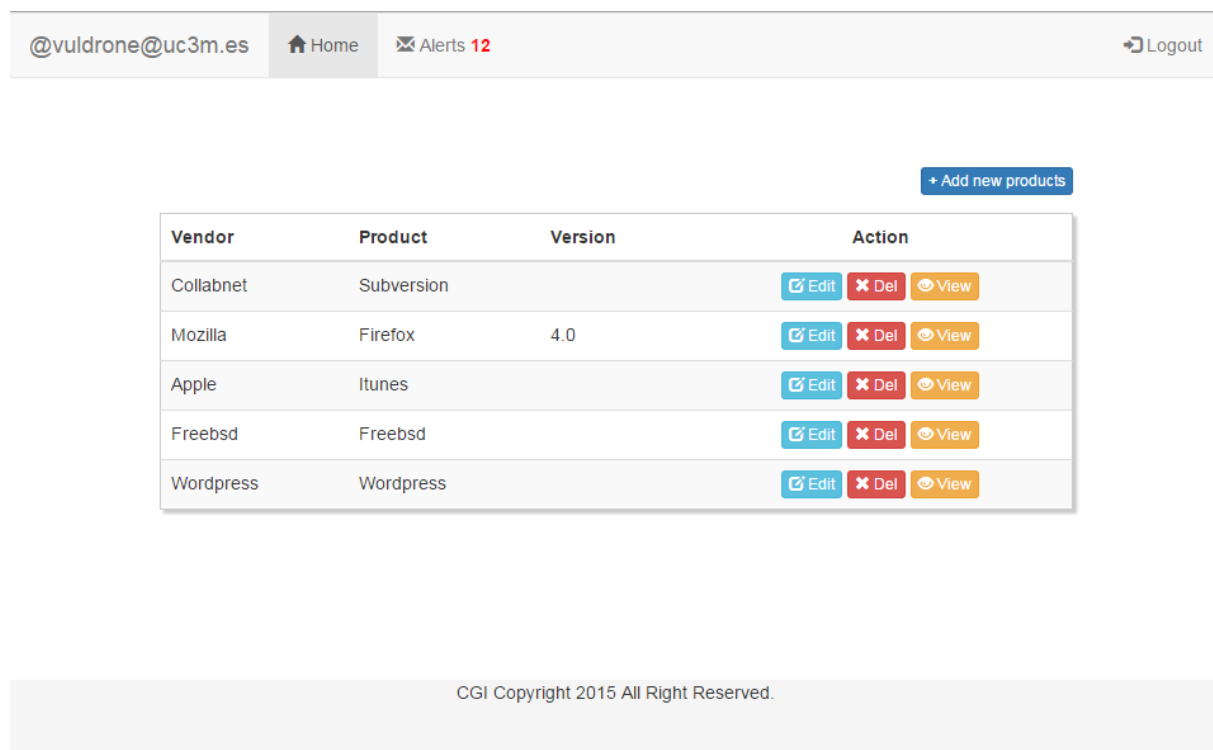 @vuldrone@uc3m.es Home Alerts 12 Logout
+ Add new products
Vendor Product Version Action
Collabnet Subversion Edit Del View
Mozilla Firefox 4.0 Edit Del View
Apple Itunes Edit Del View
Freebsd Freebsd Edit Del View
Wordpress Wordpress Edit Del View
CGI Copyright 2015 All Right Reserved.